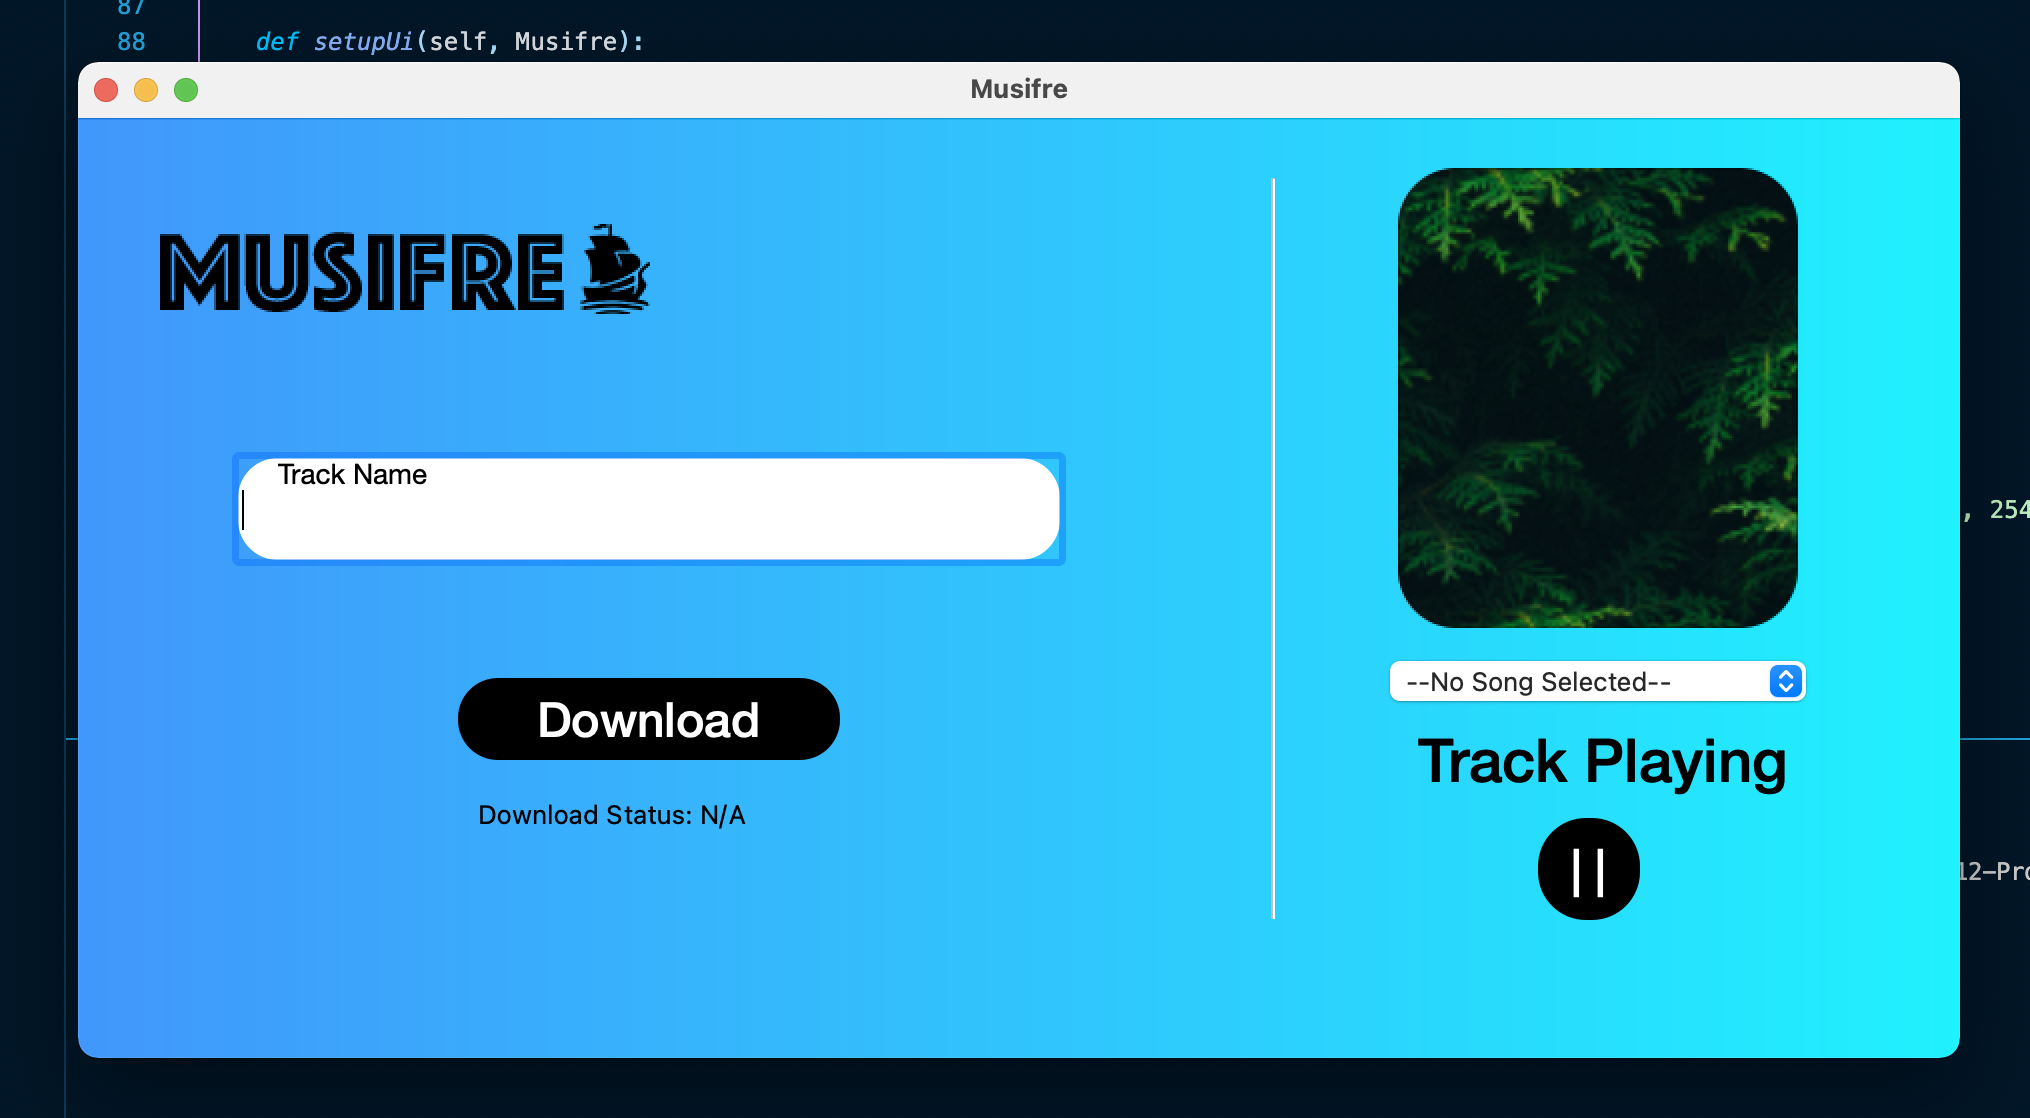 87
88 def setupUi(self, Musifre):
Musifre
MUSIFRE
Track Name
Download
Download Status: N/A
--No Song Selected--
Track Playing
, 254
12-Pro